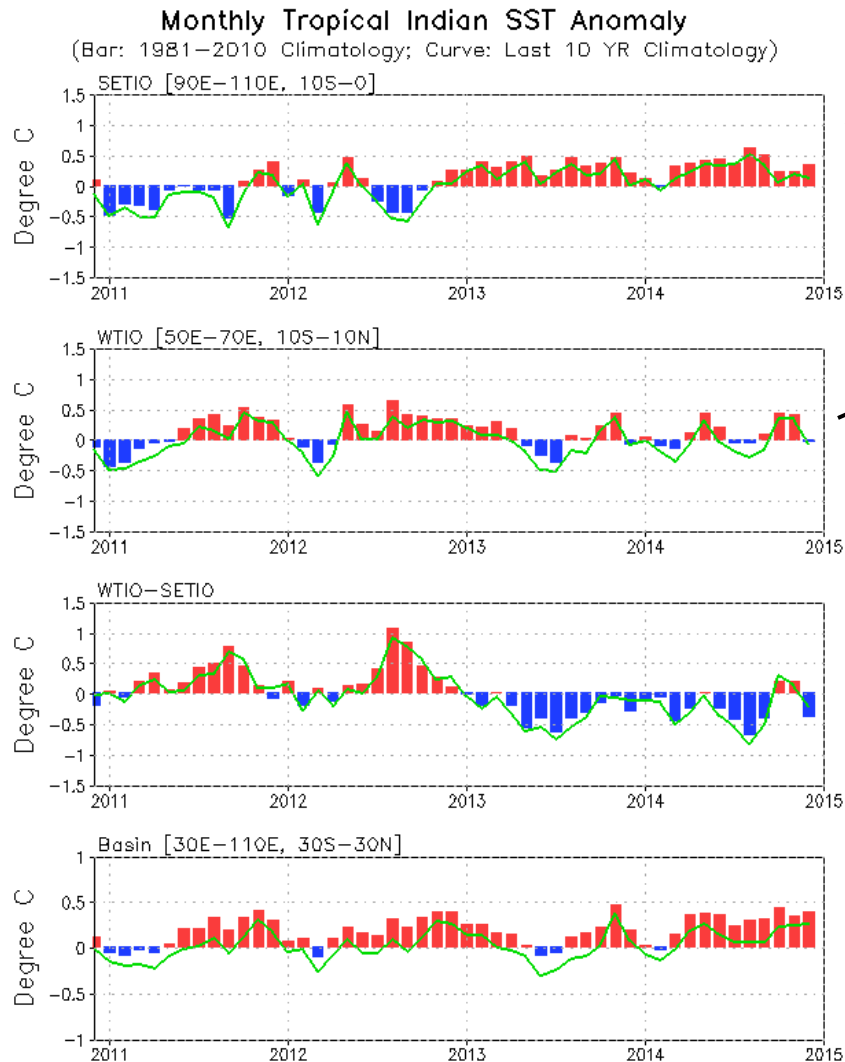 Monthly Tropical Indian SST Anomaly
(Bar: 1981-2010 Climatology; Curve: Last 10 YR Climatology)
SETIO [90E-110E, 10S-0]
Degree C
1.5
1
0.5
0
-0.5
-1
-1.5
2011 2012 2013 2014 2015
WTIO [50E-70E, 10S-10N]
Degree C
1.5
1
0.5
0
-0.5
-1
-1.5
2011 2012 2013 2014 2015
WTIO-SETIO
Degree C
1.5
1
0.5
0
-0.5
-1
-1.5
2011 2012 2013 2014 2015
Basin [30E-110E, 30S-30N]
Degree C
1
0.5
0
-0.5
-1
2011 2012 2013 2014 2015